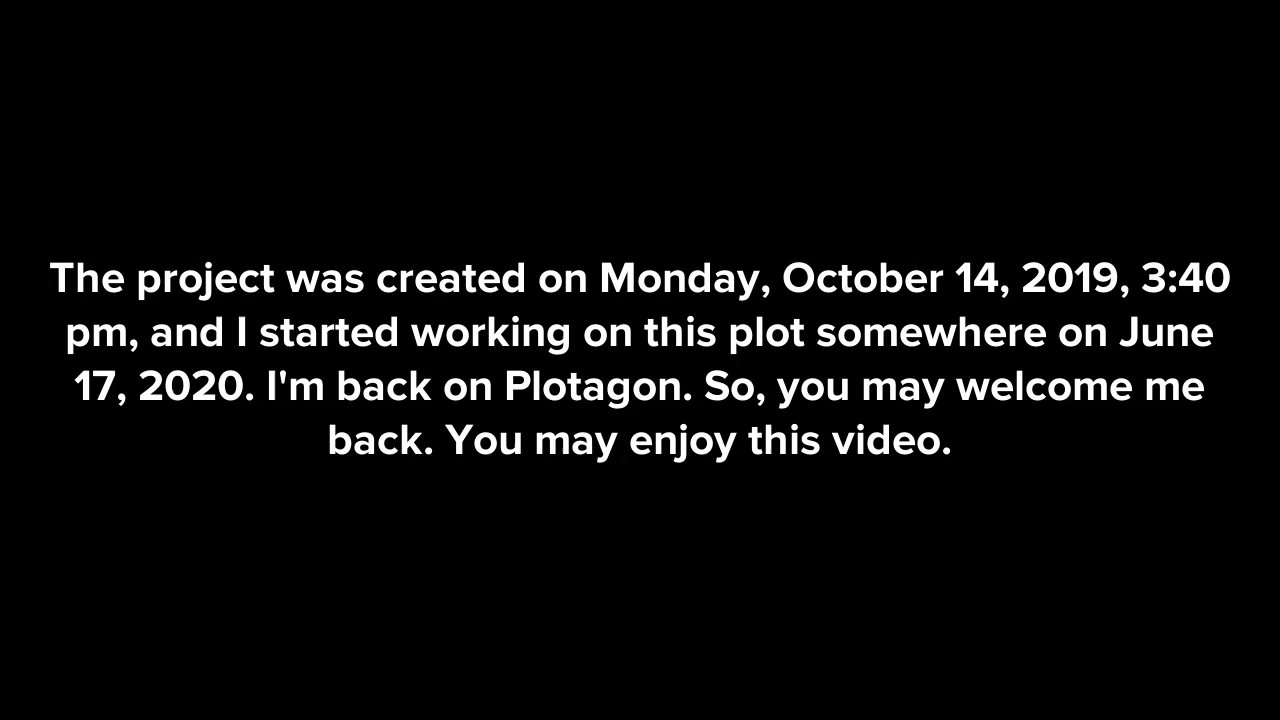 The project was created on Monday, October 14, 2019, 3:40
pm, and I started working on this plot somewhere on June
17, 2020. I'm back on Plotagon. So, you may welcome me
back. You may enjoy this video.